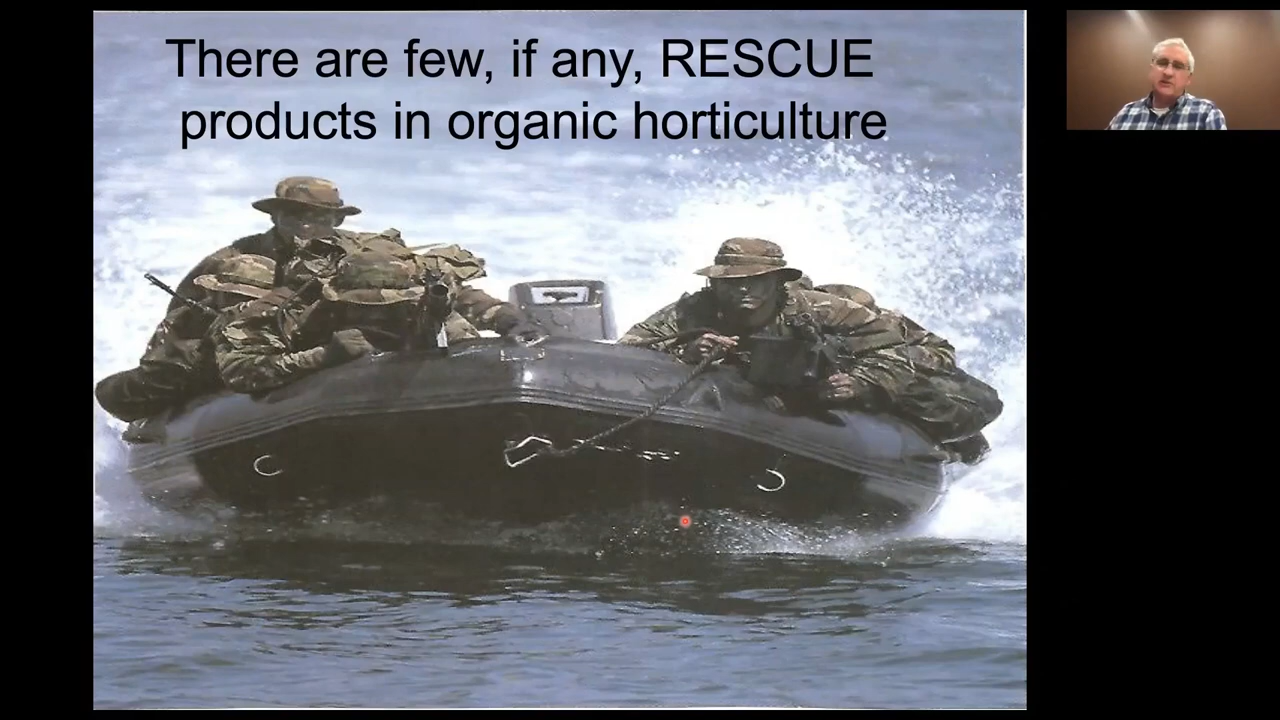 There are few, if any, RESCUE
products in organic horticulture